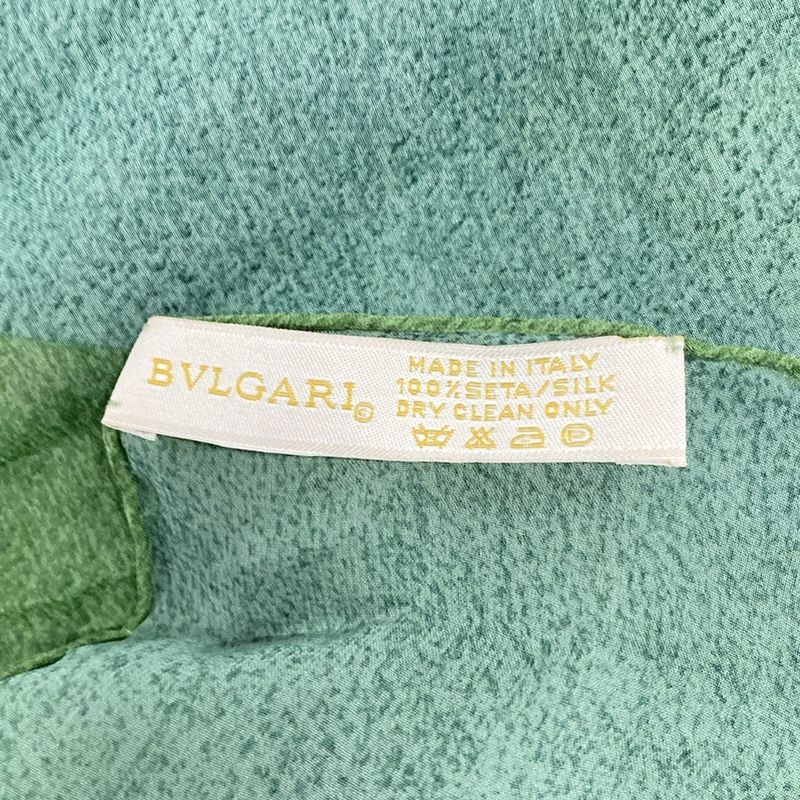 BVLGARI©
MADE IN ITALY
100%SETA/SILK
DRY CLEAN ONLY
P